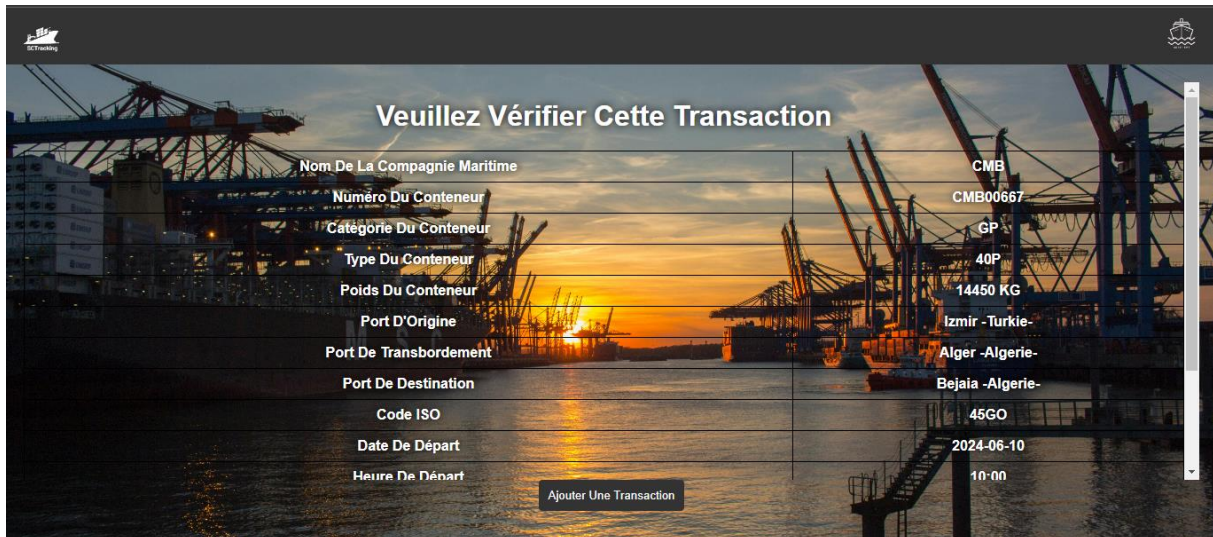 SCTracking
Veuillez Vérifier Cette Transaction
Nom De La Compagnie Maritime CMB
Numéro Du Conteneur CMB00667
Catégorie Du Conteneur GP
Type Du Conteneur 40P
Poids Du Conteneur 14450 KG
Port D'Origine Izmir -Turkie-
Port De Transbordement Alger -Algerie-
Port De Destination Bejaia -Algerie-
Code ISO 45GO
Date De Départ 2024-06-10
Heure De Départ 10:00
Ajouter Une Transaction